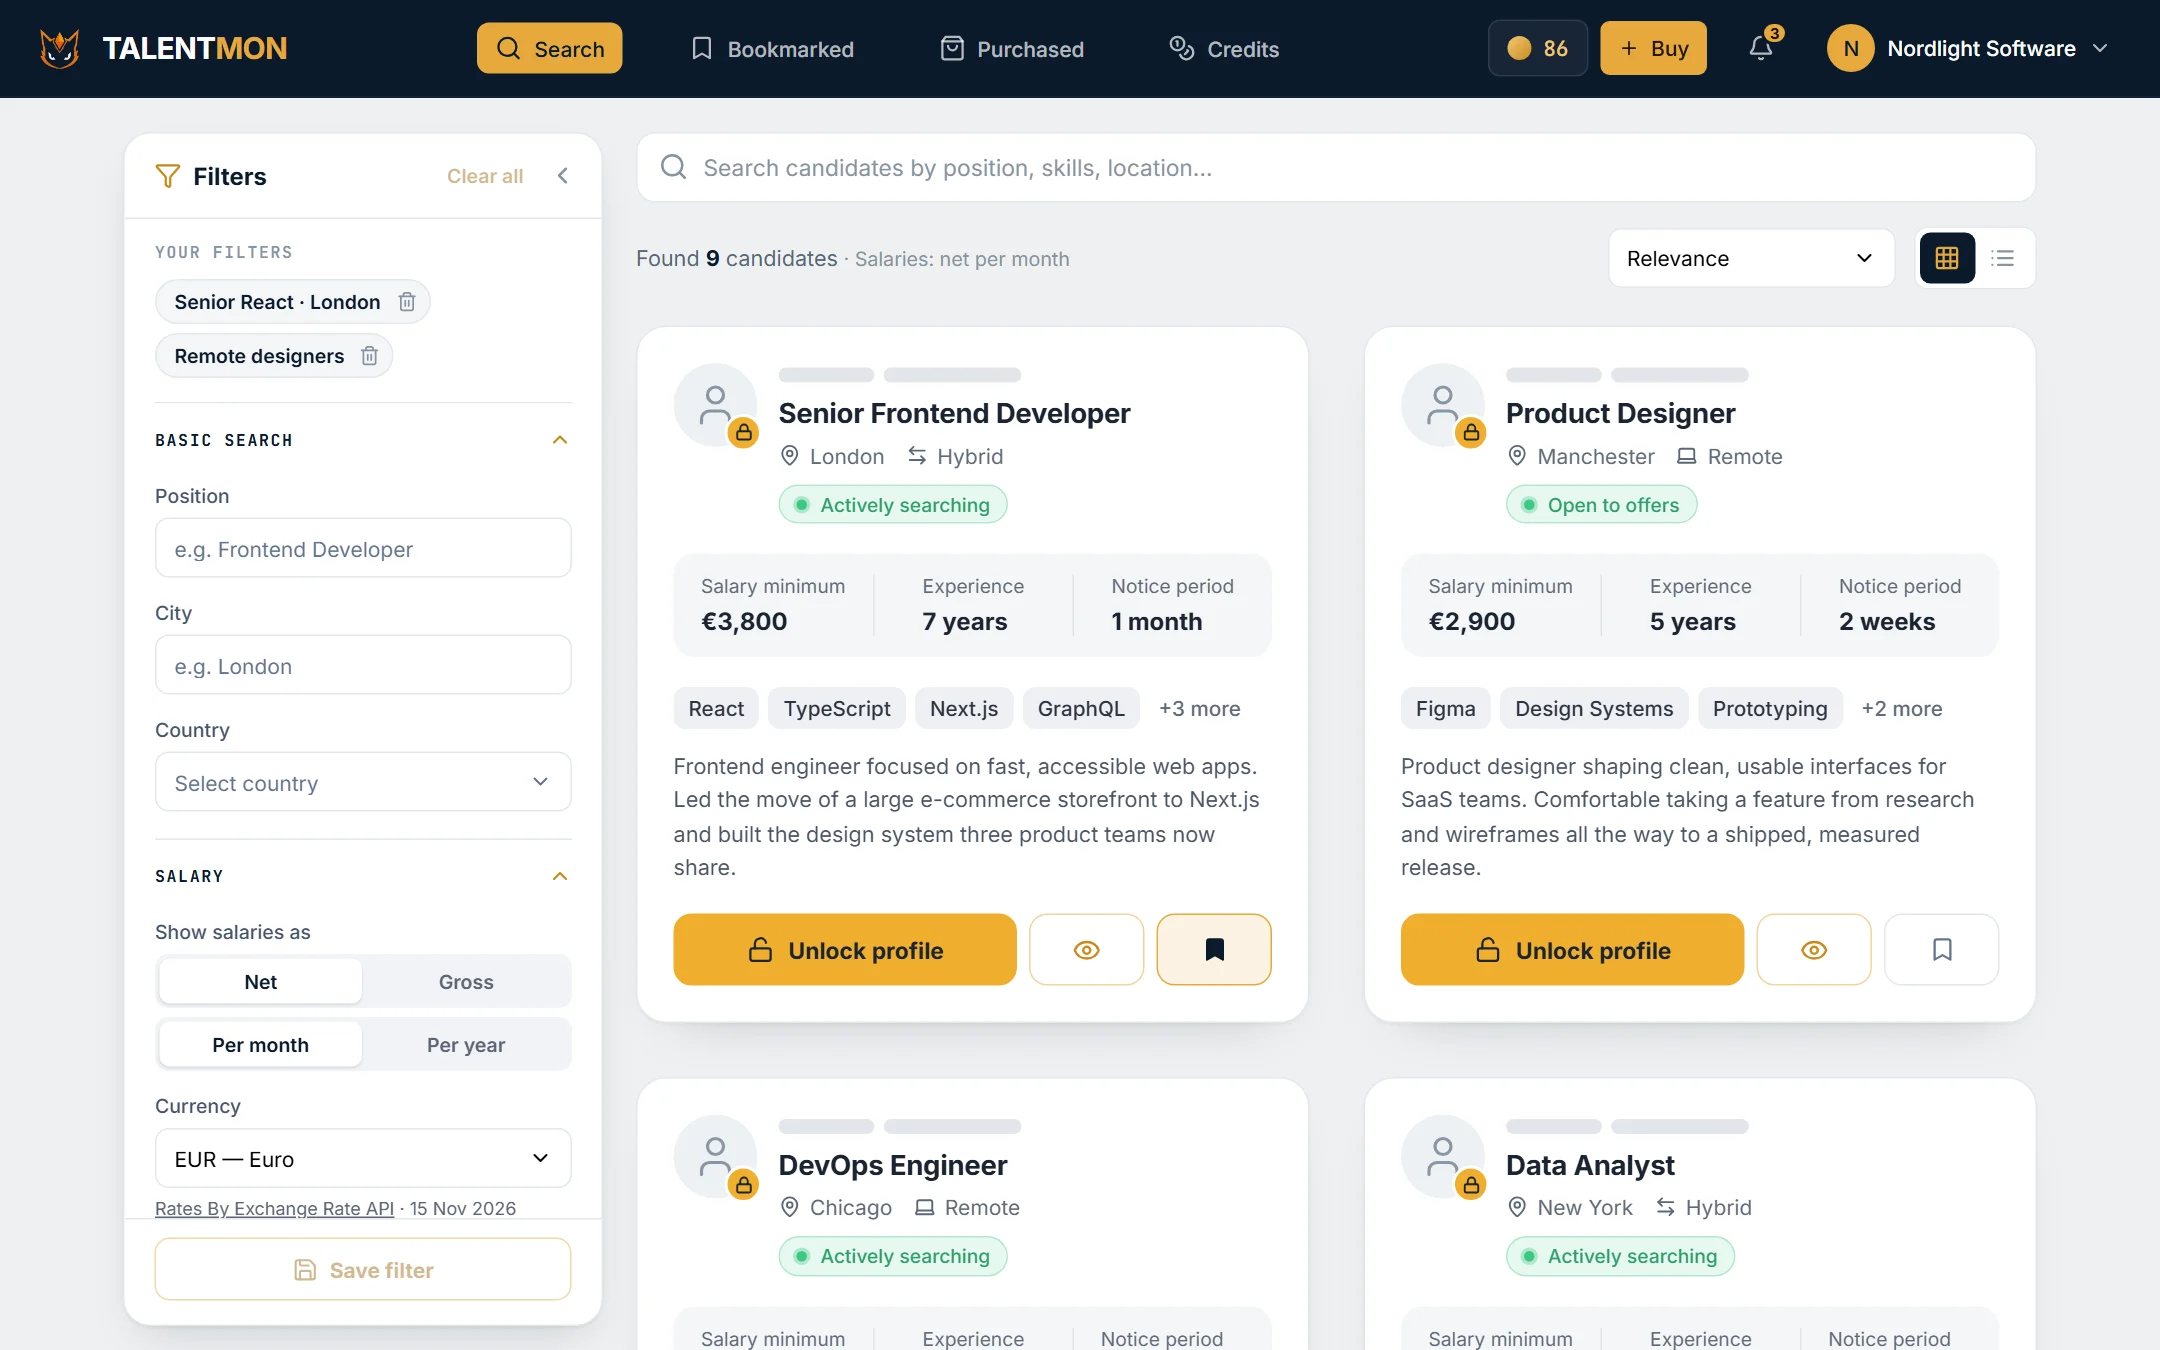 TALENTMON
Search
Bookmarked
Purchased
Credits
86
+ Buy
3
N
Nordlight Software
Filters
Clear all
YOUR FILTERS
Senior React · London
Remote designers
BASIC SEARCH
Position
e.g. Frontend Developer
City
e.g. London
Country
Select country
SALARY
Show salaries as
Net
Gross
Per month
Per year
Currency
EUR — Euro
Rates By Exchange Rate API · 15 Nov 2026
Save filter
Search candidates by position, skills, location...
Found 9 candidates · Salaries: net per month
Relevance
Senior Frontend Developer
London
Hybrid
Actively searching
Salary minimum
€3,800
Experience
7 years
Notice period
1 month
React
TypeScript
Next.js
GraphQL
+3 more
Frontend engineer focused on fast, accessible web apps.
Led the move of a large e-commerce storefront to Next.js
and built the design system three product teams now
share.
Unlock profile
Product Designer
Manchester
Remote
Open to offers
Salary minimum
€2,900
Experience
5 years
Notice period
2 weeks
Figma
Design Systems
Prototyping
+2 more
Product designer shaping clean, usable interfaces for
SaaS teams. Comfortable taking a feature from research
and wireframes all the way to a shipped, measured
release.
Unlock profile
DevOps Engineer
Chicago
Remote
Actively searching
Salary minimum
Experience
Notice period
Data Analyst
New York
Hybrid
Actively searching
Salary minimum
Experience
Notice period